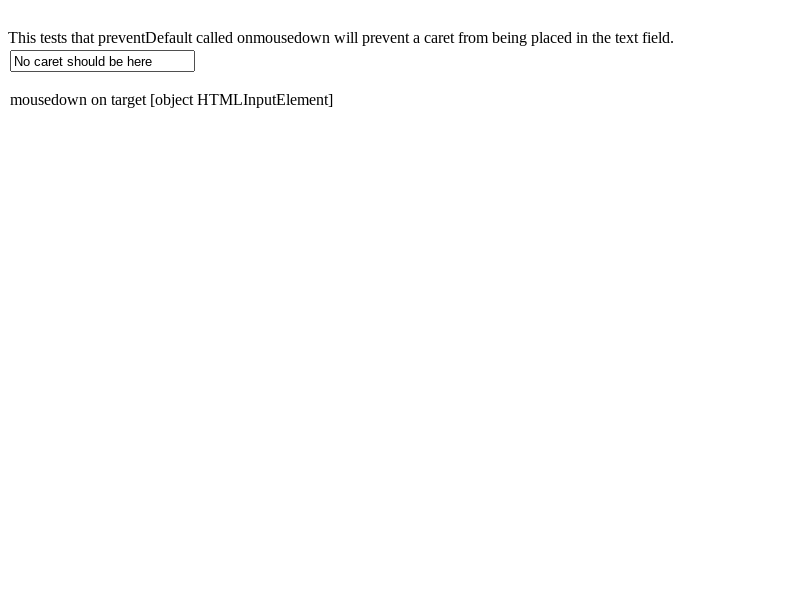 This tests that preventDefault called onmousedown will prevent a caret from being placed in the text field.
No caret should be here
mousedown on target [object HTMLInputElement]